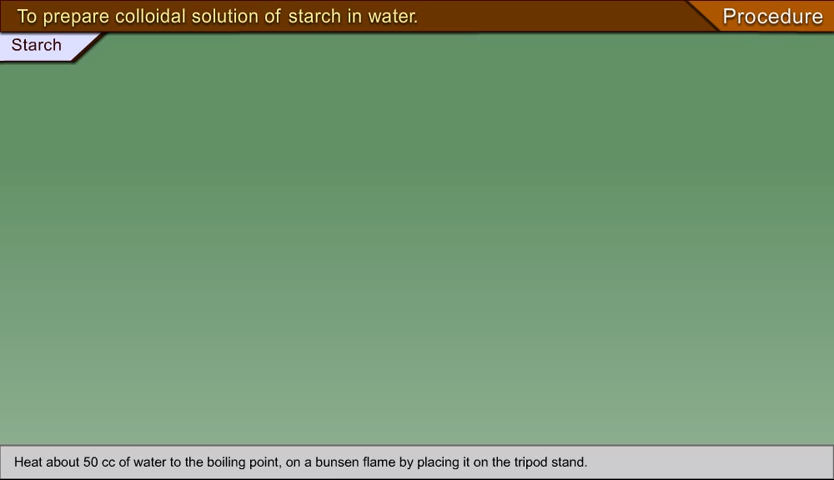 To prepare colloidal solution of starch in water.
Procedure
Starch
Heat about 50 cc of water to the boiling point, on a bunsen flame by placing it on the tripod stand.